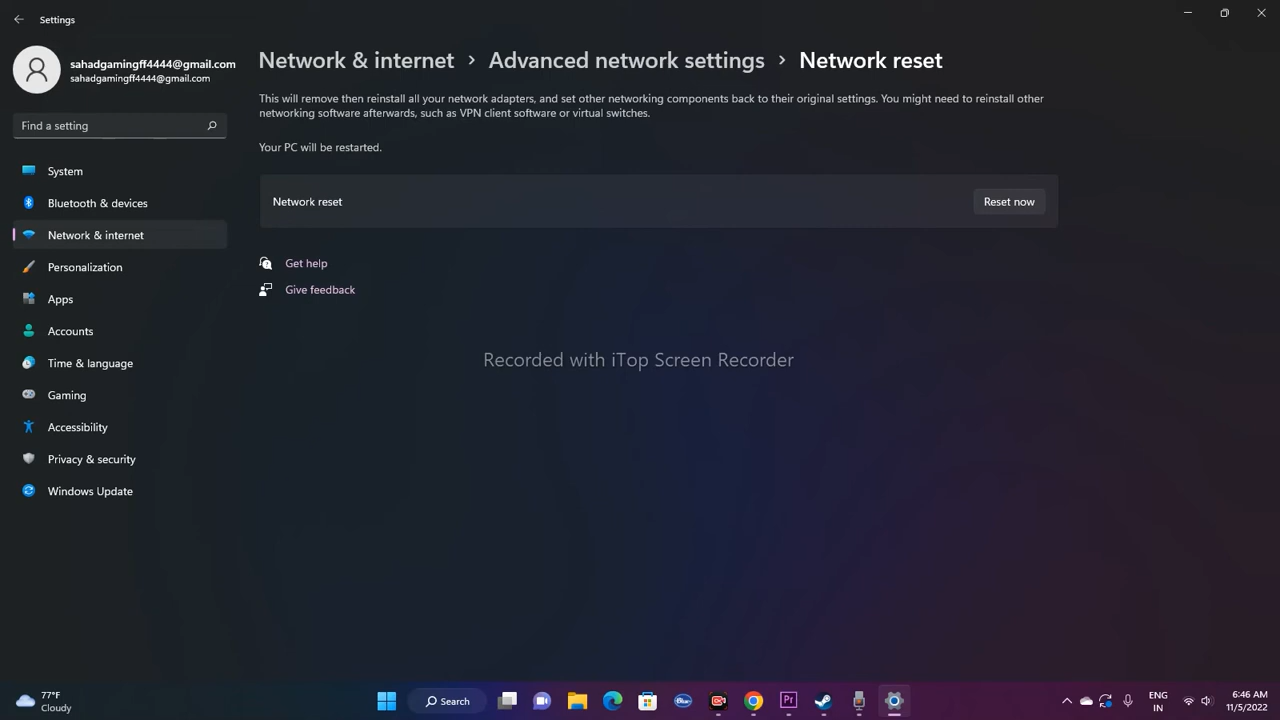 Settings
sahadgamingff4444@gmail.com
sahadgamingff4444@gmail.com
Find a setting
System
Bluetooth & devices
Network & internet
Personalization
Apps
Accounts
Time & language
Gaming
Accessibility
Privacy & security
Windows Update
Network & internet > Advanced network settings > Network reset
This will remove then reinstall all your network adapters, and set other networking components back to their original settings. You might need to reinstall other
networking software afterwards, such as VPN client software or virtual switches.
Your PC will be restarted.
Network reset Reset now
Get help
Give feedback
Recorded with iTop Screen Recorder
77°F
Cloudy
Search
Blue
Pr
ENG
IN
6:46 AM
11/5/2022